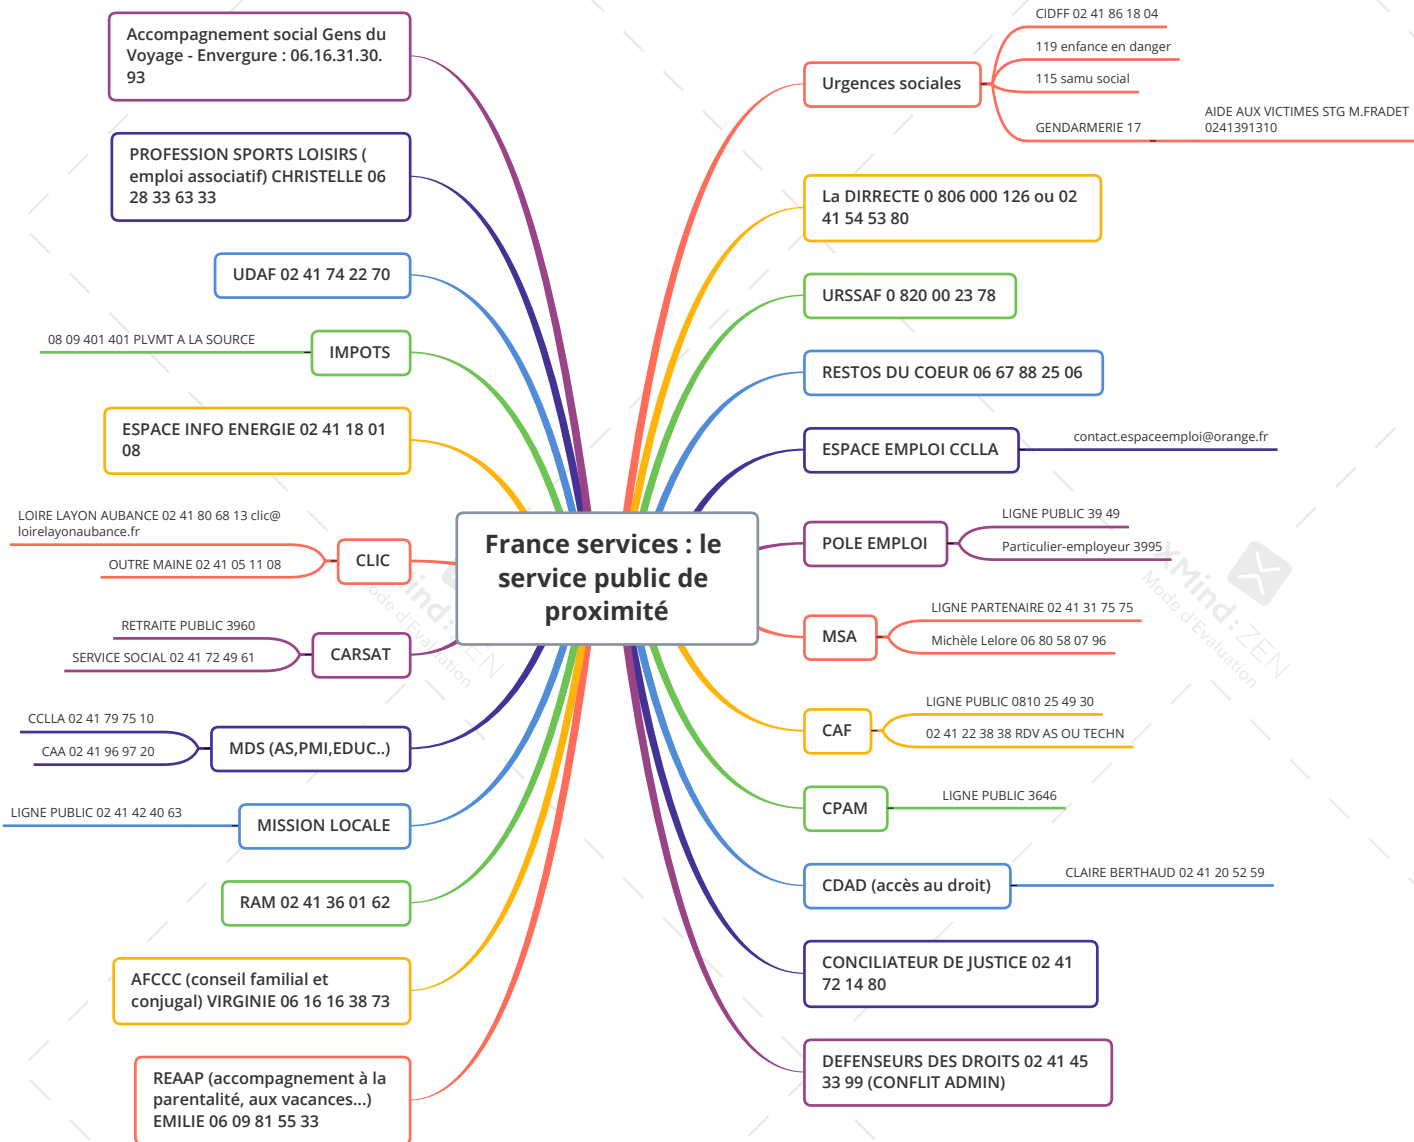 France services : le
service public de
proximité
Urgences sociales
CIDFF 02 41 86 18 04
119 enfance en danger
115 samu social
GENDARMERIE 17
AIDE AUX VICTIMES STG M.FRADET
0241391310
La DIRRECTE 0 806 000 126 ou 02
41 54 53 80
URSSAF 0 820 00 23 78
RESTOS DU COEUR 06 67 88 25 06
ESPACE EMPLOI CCLLA
contact.espaceemploi@orange.fr
POLE EMPLOI
LIGNE PUBLIC 39 49
Particulier-employeur 3995
MSA
LIGNE PARTENAIRE 02 41 31 75 75
Michèle Lelore 06 80 58 07 96
CAF
LIGNE PUBLIC 0810 25 49 30
02 41 22 38 38 RDV AS OU TECHN
CPAM
LIGNE PUBLIC 3646
CDAD (accès au droit)
CLAIRE BERTHAUD 02 41 20 52 59
CONCILIATEUR DE JUSTICE 02 41
72 14 80
DEFENSEURS DES DROITS 02 41 45
33 99 (CONFLIT ADMIN)
Accompagnement social Gens du
Voyage - Envergure : 06.16.31.30.
93
PROFESSION SPORTS LOISIRS (
emploi associatif) CHRISTELLE 06
28 33 63 33
UDAF 02 41 74 22 70
IMPOTS
08 09 401 401 PLVMT A LA SOURCE
ESPACE INFO ENERGIE 02 41 18 01
08
CLIC
LOIRE LAYON AUBANCE 02 41 80 68 13 clic@
loirelayonaubance.fr
OUTRE MAINE 02 41 05 11 08
CARSAT
RETRAITE PUBLIC 3960
SERVICE SOCIAL 02 41 72 49 61
MDS (AS,PMI,EDUC..)
CCLLA 02 41 79 75 10
CAA 02 41 96 97 20
MISSION LOCALE
LIGNE PUBLIC 02 41 42 40 63
RAM 02 41 36 01 62
AFCCC (conseil familial et
conjugal) VIRGINIE 06 16 16 38 73
REAAP (accompagnement à la
parentalité, aux vacances...)
EMILIE 06 09 81 55 33
XMind: ZEN
Mode d'Evaluation